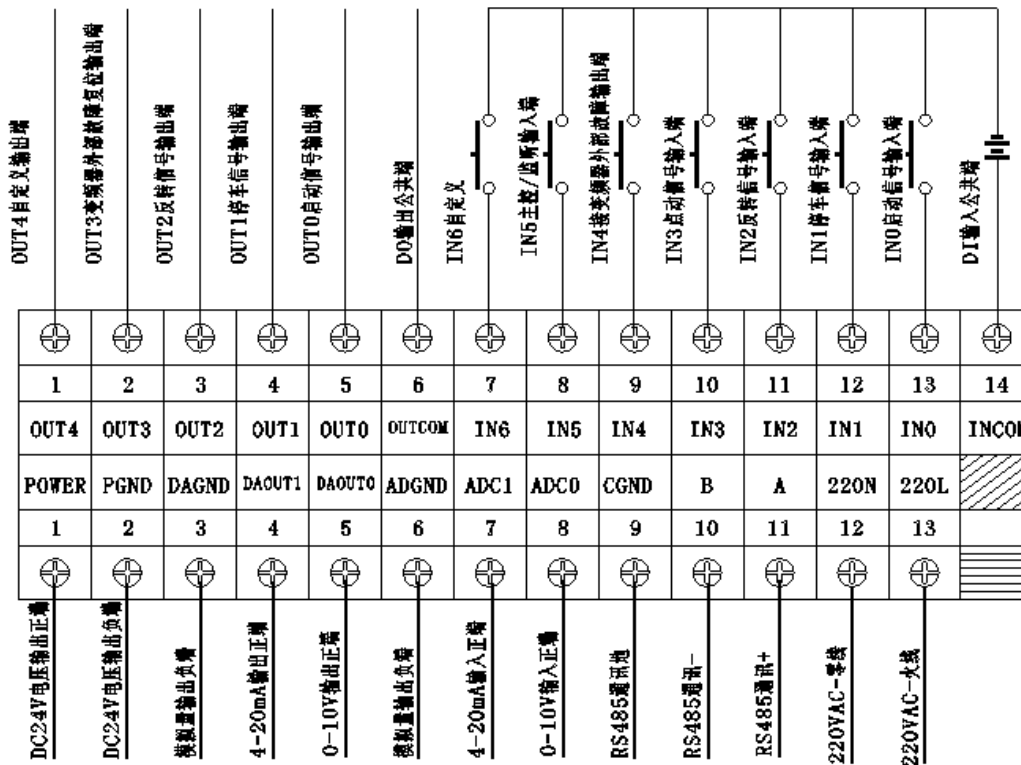 OUT4自定义输出端
OUT3变频器外部故障复位输出端
OUT2反转信号输出端
OUT1停车信号输出端
OUT0启动信号输出端
DO输出公共端
IN6自定义
IN5主控/监听输入端
IN4接变频器外部故障输出端
IN3点动信号输入端
IN2反转信号输入端
IN1停车信号输入端
IN0启动信号输入端
DI输入公共端
1 2 3 4 5 6 7 8 9 10 11 12 13 14
OUT4 OUT3 OUT2 OUT1 OUT0 OUTCOM IN6 IN5 IN4 IN3 IN2 IN1 IN0 INCOM
POWER PGND DAGND DAOUT1 DAOUT0 ADGND ADC1 ADC0 CGND B A 220N 220L
1 2 3 4 5 6 7 8 9 10 11 12 13
DC24V电压输出正端
DC24V电压输出负端
模拟量输出负端
4-20mA输出正端
0-10V输出正端
模拟量输出负端
4-20mA输入正端
0-10V输入正端
RS485通讯地
RS485通讯-
RS485通讯+
220VAC-零线
220VAC-火线